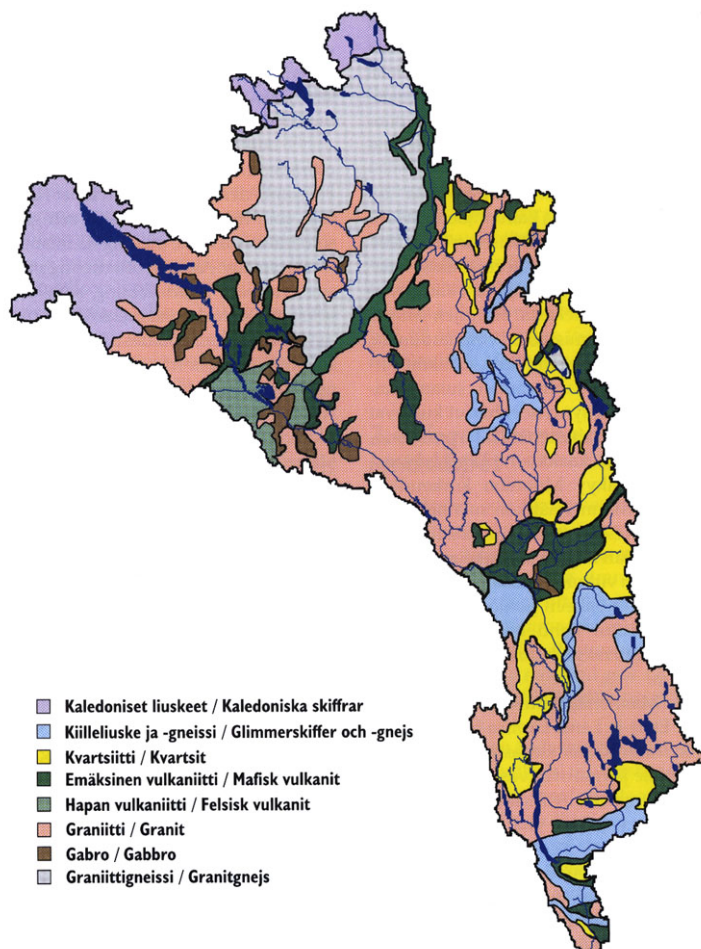 Kaledoniset liuskeet / Kaledoniska skiffrar
Kiilleliuske ja -gneissi / Glimmerskiffer och -gnejs
Kvartsiitti / Kvartsit
Emäksinen vulkaniitti / Mafisk vulkanit
Hapan vulkaniitti / Felsisk vulkanit
Graniitti / Granit
Gabro / Gabbro
Graniittigneissi / Granitgnejs